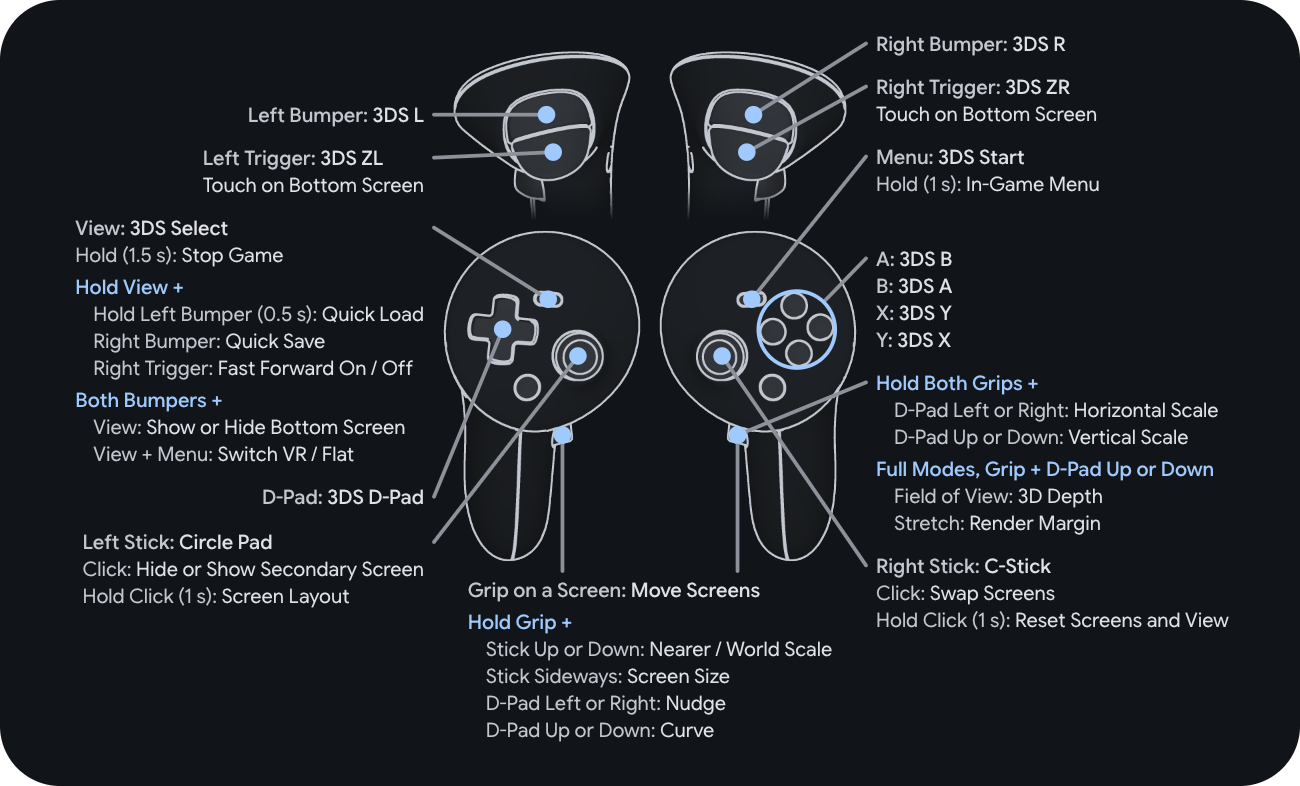 Left Bumper: 3DS L
Left Trigger: 3DS ZL
Touch on Bottom Screen
View: 3DS Select
Hold (1.5 s): Stop Game
Hold View +
Hold Left Bumper (0.5 s): Quick Load
Right Bumper: Quick Save
Right Trigger: Fast Forward On / Off
Both Bumpers +
View: Show or Hide Bottom Screen
View + Menu: Switch VR / Flat
D-Pad: 3DS D-Pad
Left Stick: Circle Pad
Click: Hide or Show Secondary Screen
Hold Click (1 s): Screen Layout
Grip on a Screen: Move Screens
Hold Grip +
Stick Up or Down: Nearer / World Scale
Stick Sideways: Screen Size
D-Pad Left or Right: Nudge
D-Pad Up or Down: Curve
Right Bumper: 3DS R
Right Trigger: 3DS ZR
Touch on Bottom Screen
Menu: 3DS Start
Hold (1 s): In-Game Menu
A: 3DS B
B: 3DS A
X: 3DS Y
Y: 3DS X
Hold Both Grips +
D-Pad Left or Right: Horizontal Scale
D-Pad Up or Down: Vertical Scale
Full Modes, Grip + D-Pad Up or Down
Field of View: 3D Depth
Stretch: Render Margin
Right Stick: C-Stick
Click: Swap Screens
Hold Click (1 s): Reset Screens and View